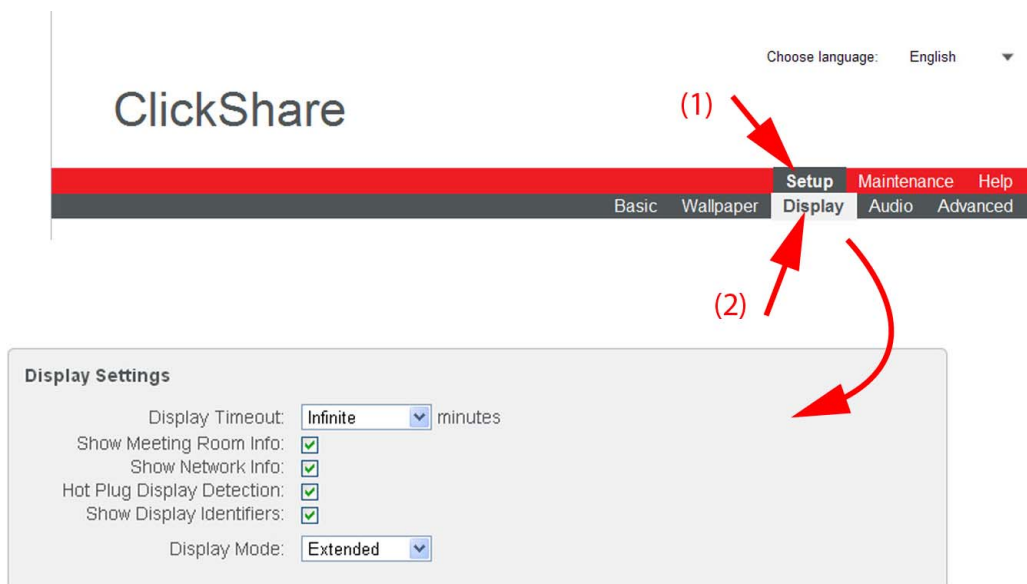 Choose language: English
ClickShare
(1)
Setup Maintenance Help
Basic Wallpaper Display Audio Advanced
(2)
Display Settings
Display Timeout: Infinite minutes
Show Meeting Room Info:
Show Network Info:
Hot Plug Display Detection:
Show Display Identifiers:
Display Mode: Extended